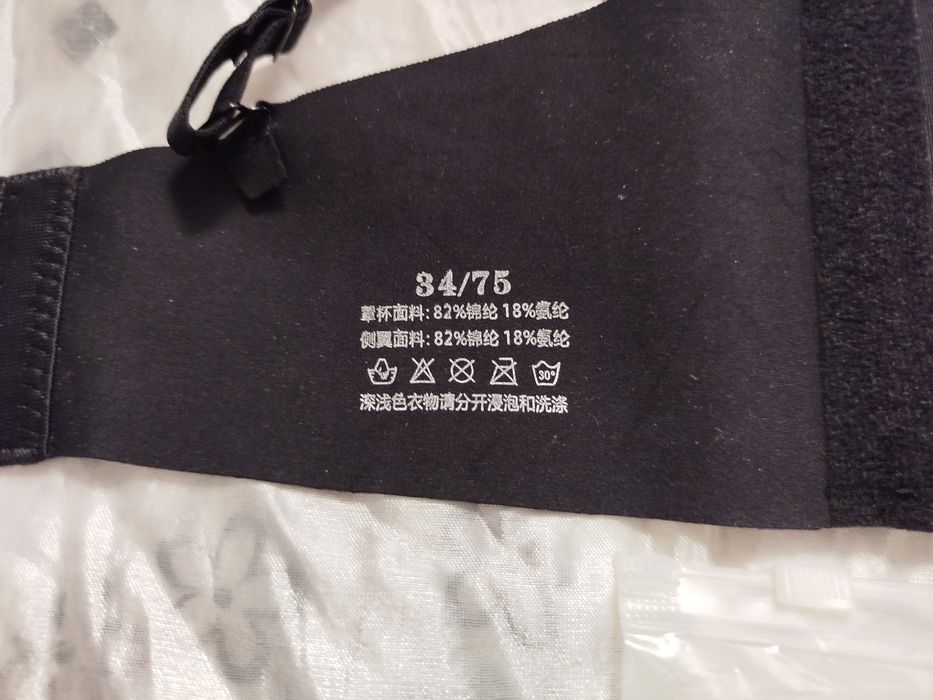 34/75
罩杯面料: 82%锦纶 18%氨纶
侧翼面料: 82%锦纶 18%氨纶
30°
深浅色衣物请分开浸泡和洗涤